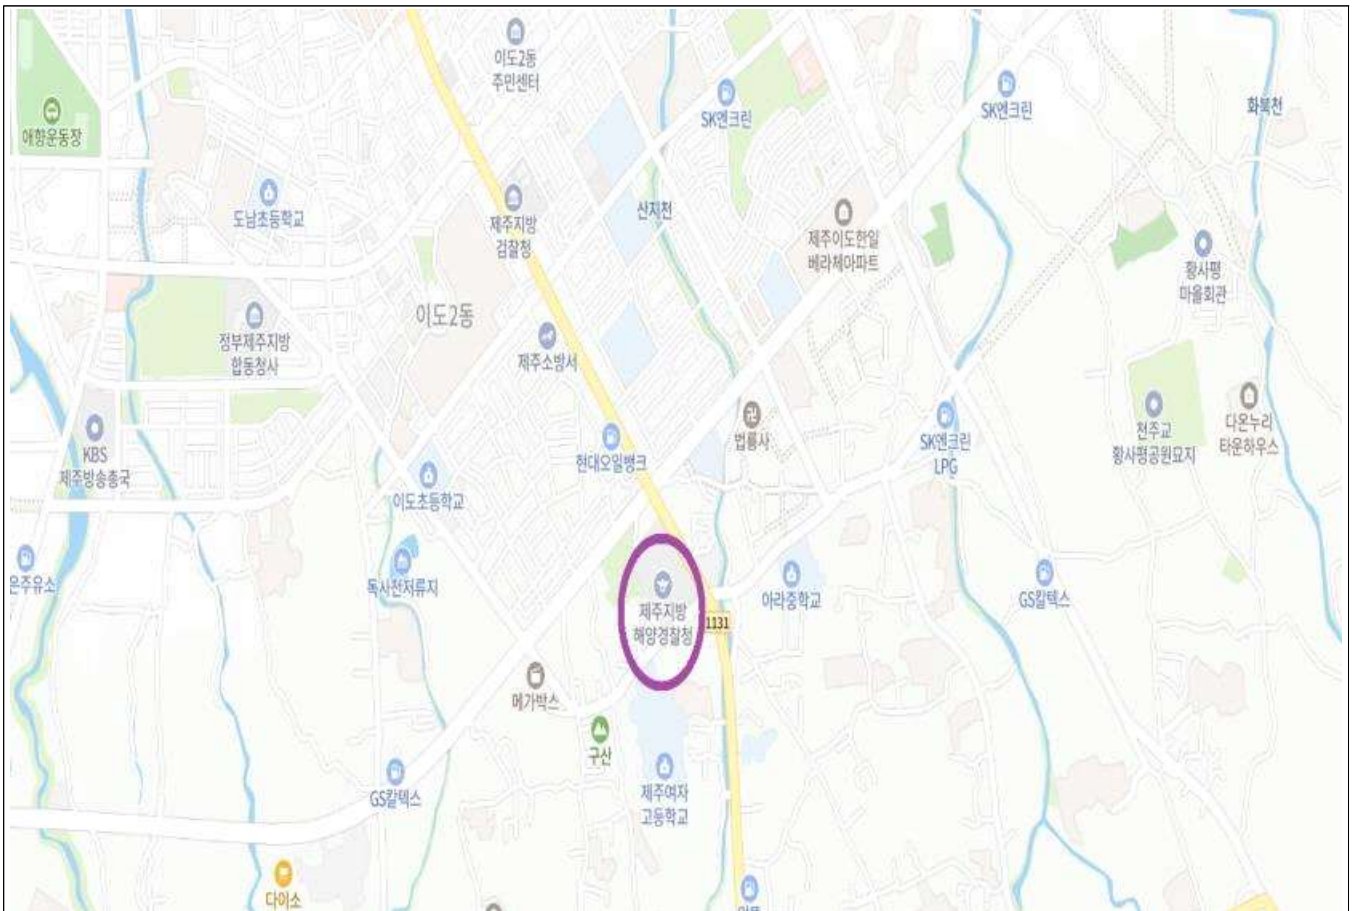 이도2동
주민센터
SK엔크린
SK엔크린
화북천
애향운동장
도남초등학교
제주지방
검찰청
산지천
제주이도한일
베라체아파트
황사평
마을회관
이도2동
정부제주지방
합동청사
제주소방서
KBS
제주방송총국
현대오일뱅크
법륭사
SK엔크린
LPG
천주교
황사평공원묘지
다온누리
타운하우스
이도초등학교
은주유소
독사천저류지
제주지방
해양경찰청
1131
아라중학교
GS칼텍스
메가박스
구산
GS칼텍스
제주여자
고등학교
다이소